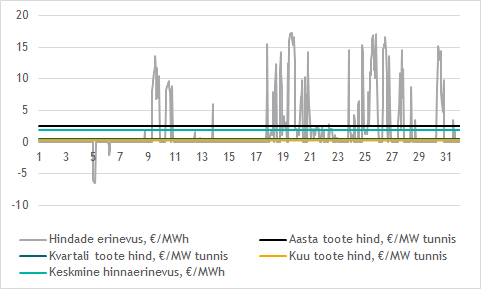 20
15
10
5
0
1 3 5 7 9 11 13 15 17 19 21 23 25 27 29 31
-5
-10
Hindade erinevus, €/MWh
Aasta toote hind, €/MW tunnis
Kvartali toote hind, €/MW tunnis
Kuu toote hind, €/MW tunnis
Keskmine hinnaerinevus, €/MWh